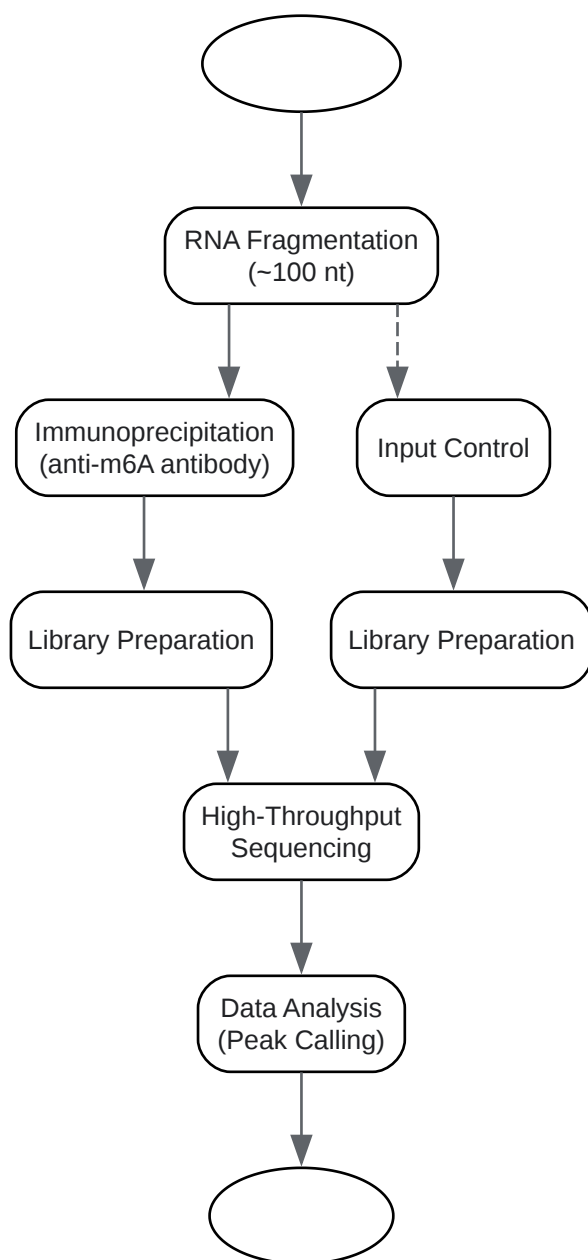 RNA Fragmentation
(~100 nt)
Immunoprecipitation
(anti-m6A antibody)
Input Control
Library Preparation
Library Preparation
High-Throughput
Sequencing
Data Analysis
(Peak Calling)